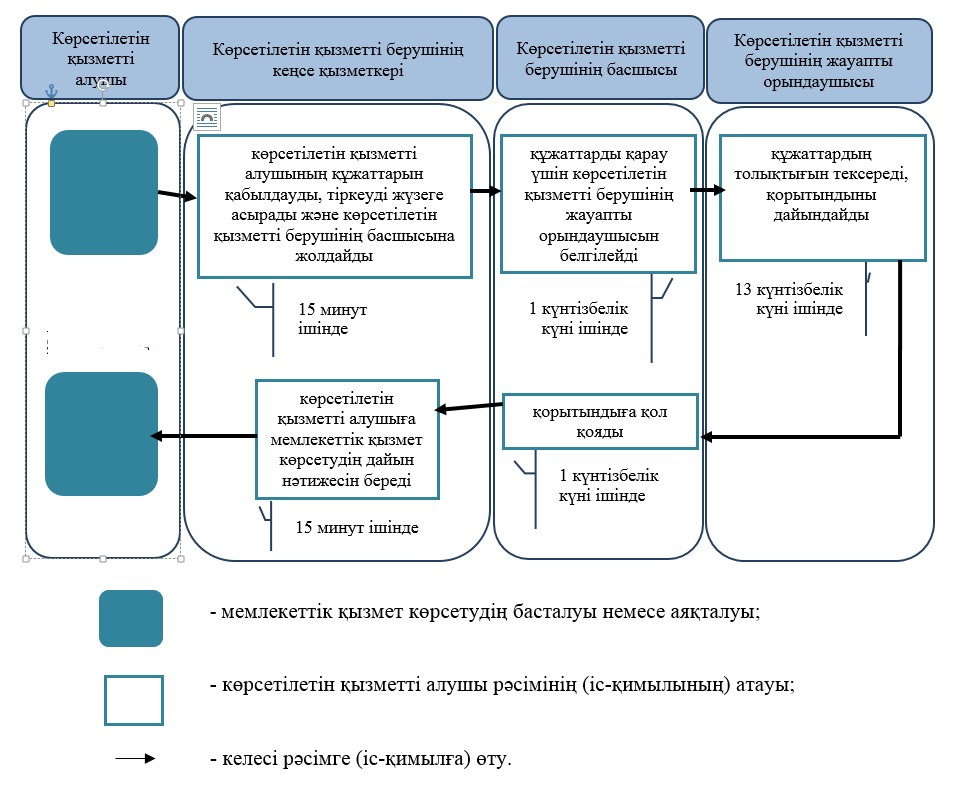 Көрсетілетін
қызметті
алушы
Көрсетілетін қызметті берушінің
кеңсе қызметкері
Көрсетілетін қызметті
берушінің басшысы
Көрсетілетін қызметті
берушінің жауапты
орындаушысы
көрсетілетін қызметті
алушының құжаттарын
қабылдауды, тіркеуді жүзеге
асырады және көрсетілетін
қызметті берушінің басшысына
жолдайды
құжаттарды қарау
үшін көрсетілетін
қызметті берушінің
жауапты
орындаушысын
белгілейді
құжаттардың
толықтығын тексереді,
қорытындыны
дайындайды
15 минут
ішінде
1 күнтізбелік
күні ішінде
13 күнтізбелік
күні ішінде
көрсетілетін
қызметті алушыға
мемлекеттік қызмет
көрсетудің дайын
нәтижесін береді
қорытындыға қол
қояды
15 минут ішінде
1 күнтізбелік
күні ішінде
- мемлекеттік қызмет көрсетудің басталуы немесе аяқталуы;
- көрсетілетін қызметті алушы рәсімінің (іс-қимылының) атауы;
- келесі рәсімге (іс-қимылға) өту.